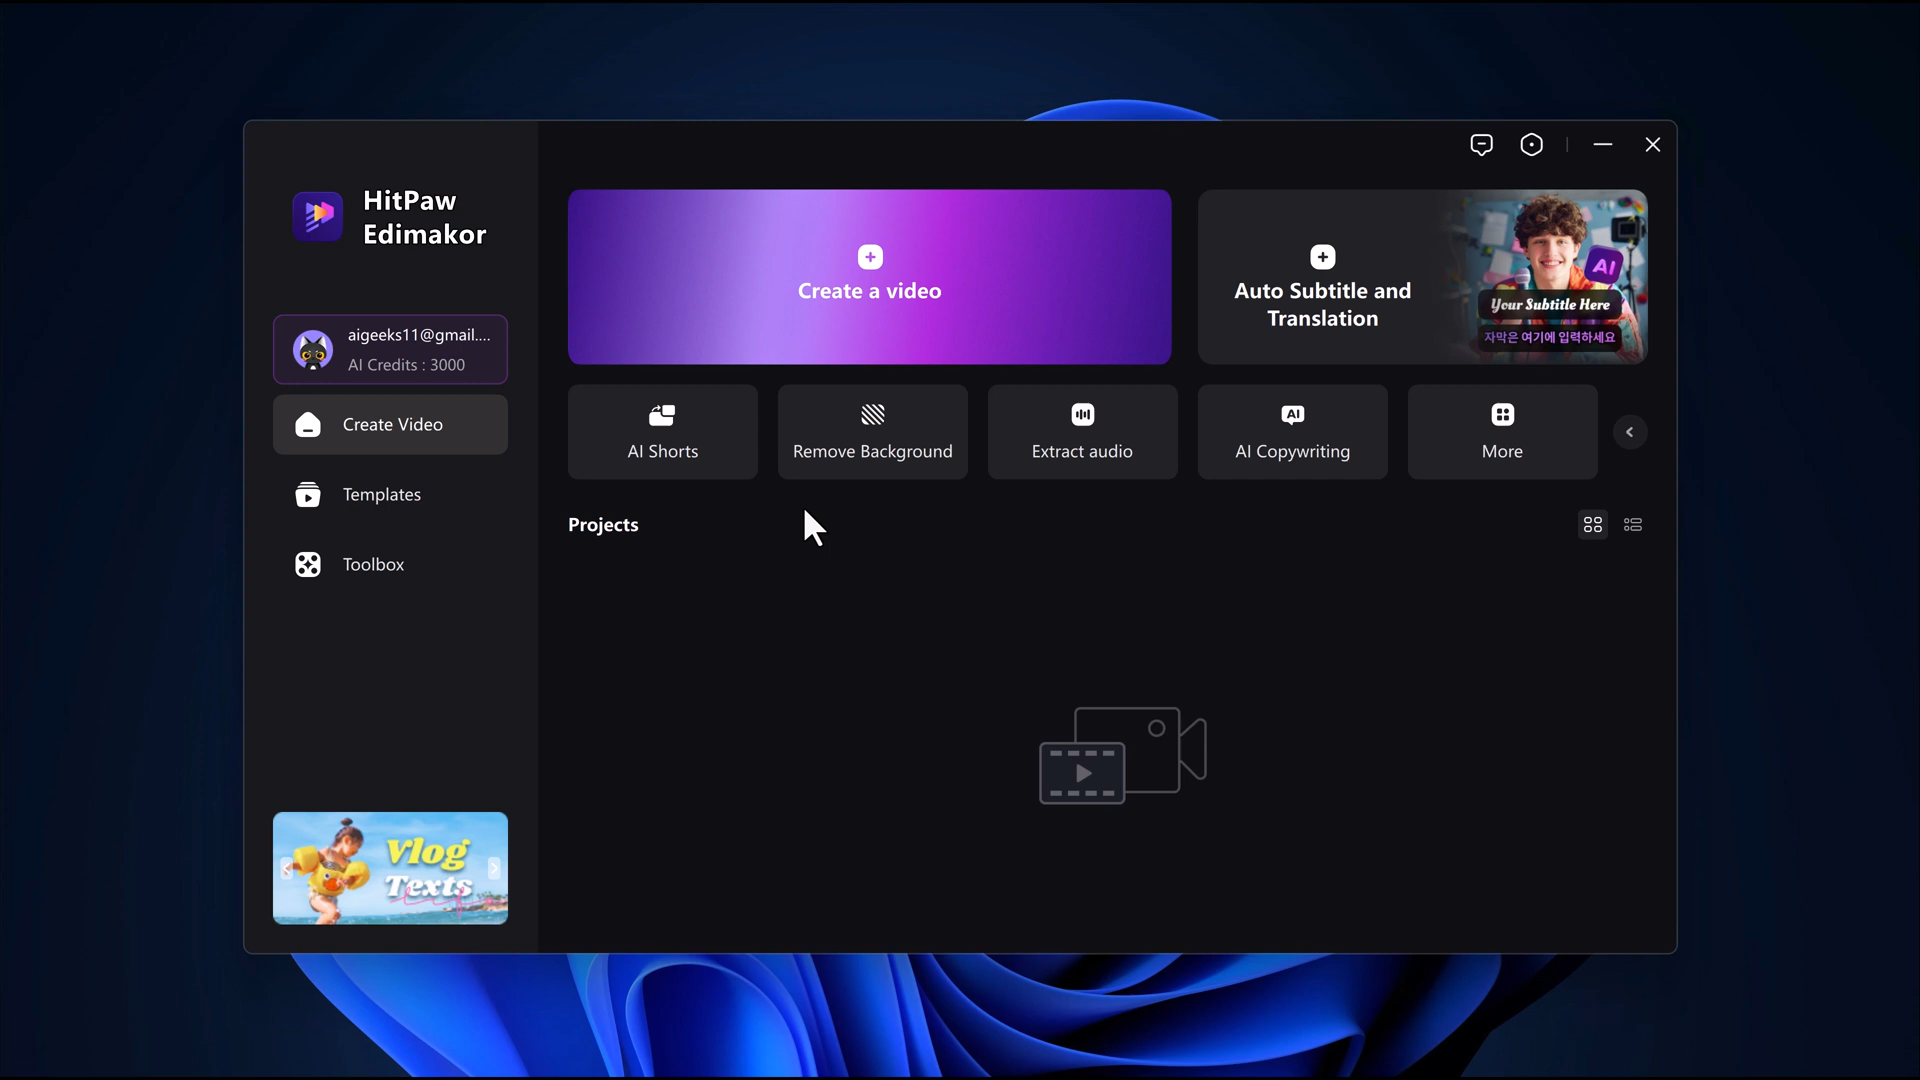 HitPaw
Edimakor
aigeeks11@gmail....
AI Credits : 3000
Create Video
Templates
Toolbox
Vlog
Texts
Create a video
Auto Subtitle and
Translation
AI
Your Subtitle Here
자막은 여기에 입력하세요
AI Shorts
Remove Background
Extract audio
AI
AI Copywriting
More
Projects